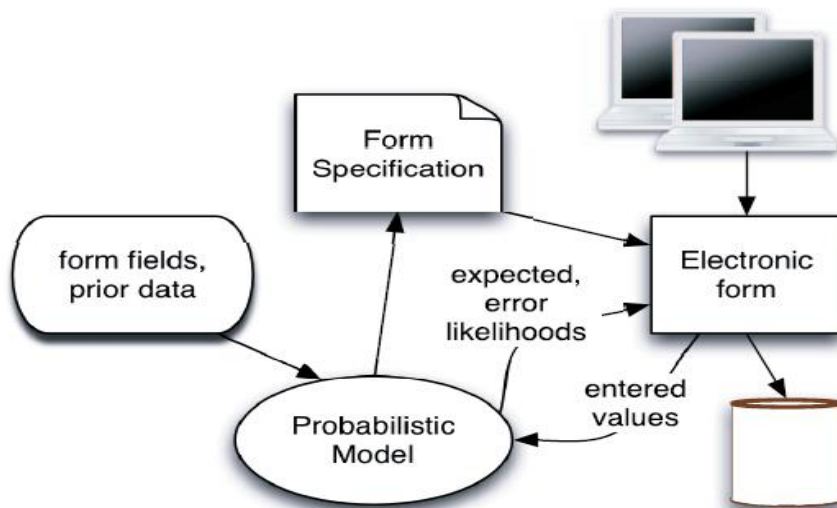 Form
Specification
form fields,
prior data
expected,
error
likelihoods
Electronic
form
entered
values
Probabilistic
Model